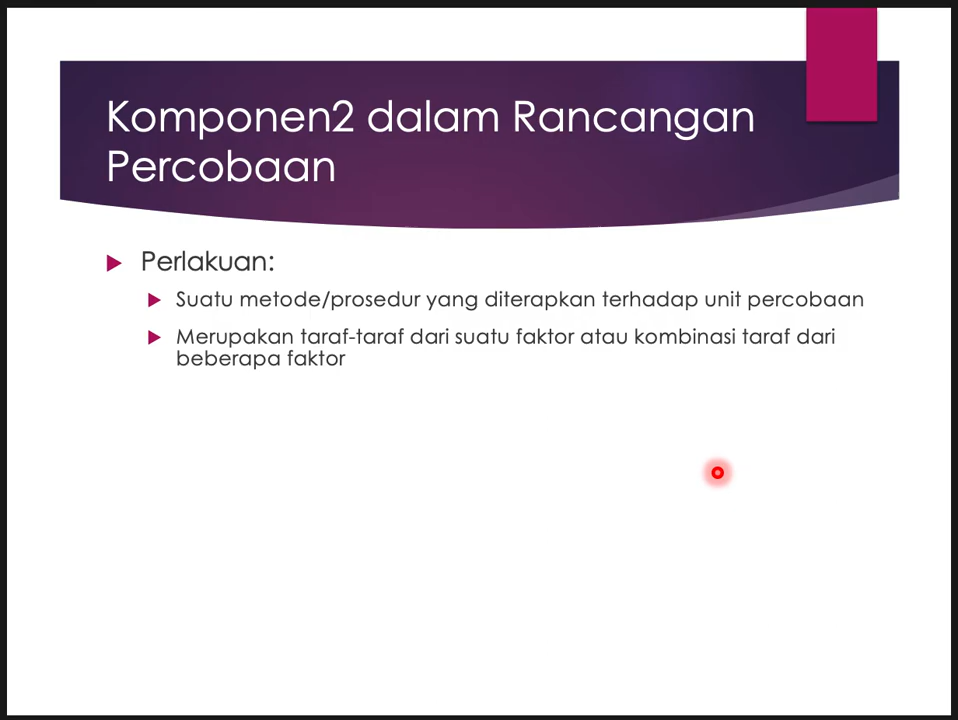 Komponen2 dalam Rancangan
Percobaan
Perlakuan:
Suatu metode/prosedur yang diterapkan terhadap unit percobaan
Merupakan taraf-taraf dari suatu faktor atau kombinasi taraf dari
beberapa faktor